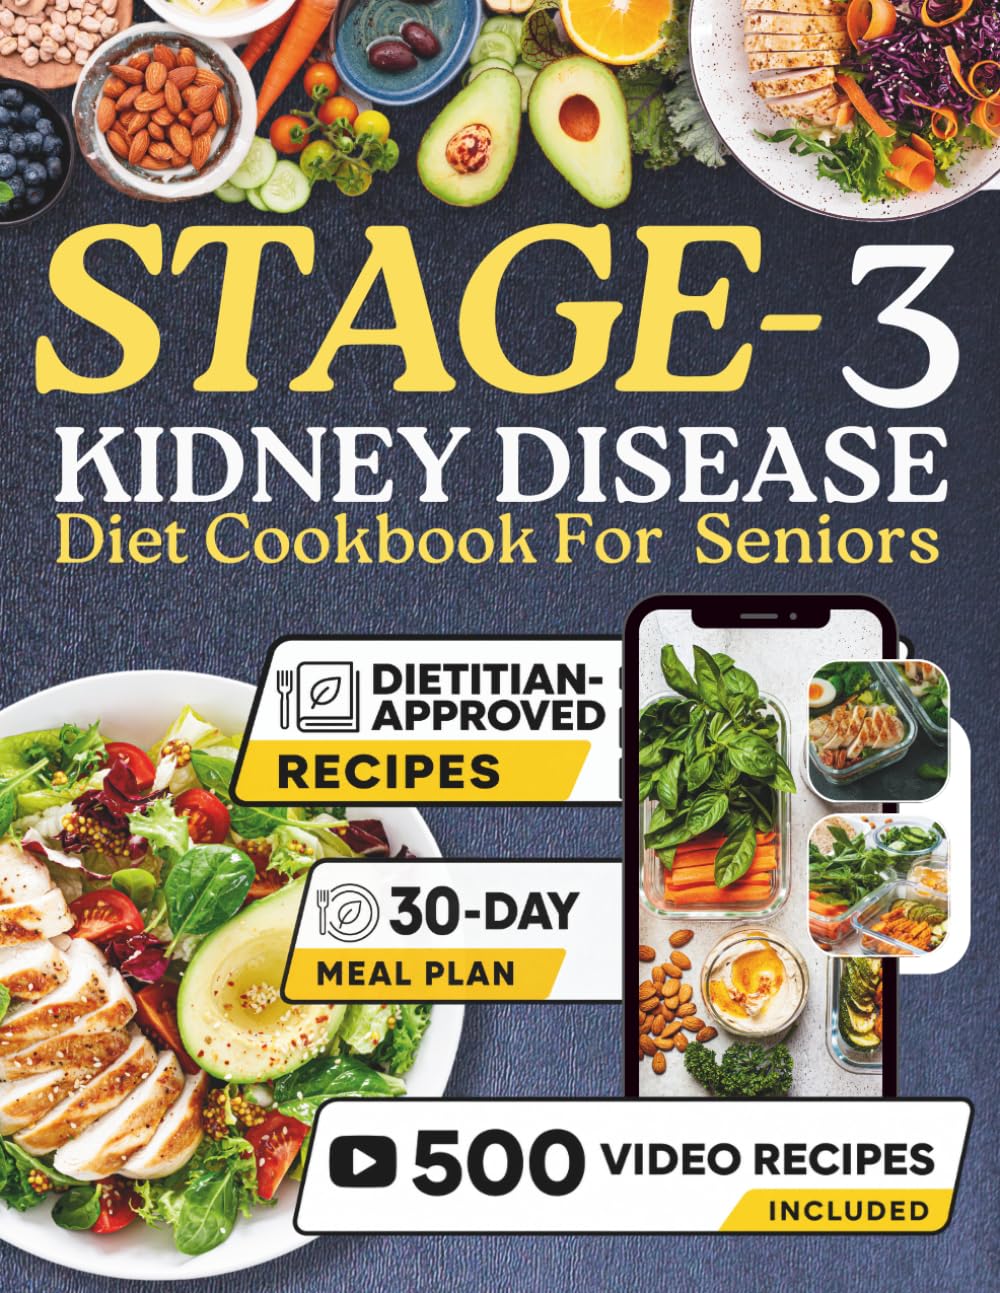 STAGE-3
KIDNEY DISEASE
Diet Cookbook For Seniors
DIETITIAN-
APPROVED
RECIPES
30-DAY
MEAL PLAN
500 VIDEO RECIPES
INCLUDED